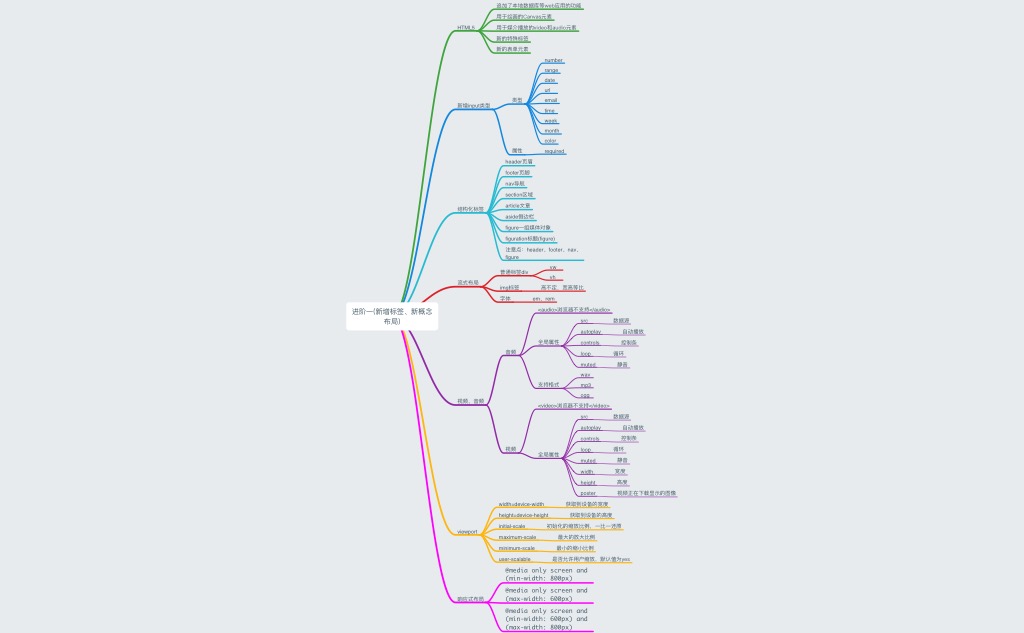 进阶一(新增标签、新概念
布局)
HTML5
追加了本地数据库等web应用的功能
用于绘画的Canvas元素
用于媒介播放的video和audio元素
新的特殊标签
新的表单元素
新增input类型
类型
number
range
date
url
email
time
week
month
color
属性
required
结构化标签
header页眉
footer页脚
nav导航
section区域
article文章
aside侧边栏
figure一组媒体对象
figuration标题(figure)
注意点：header、footer、nav、
figure
流式布局
普通标签div
vw
vh
img标签
高不定，宽高等比
字体
em、rem
视频、音频
音频
<audio>浏览器不支持</audio>
全局属性
src
数据源
autoplay
自动播放
controls
控制条
loop
循环
muted
静音
支持格式
wav
mp3
ogg
视频
<video>浏览器不支持</video>
全局属性
src
数据源
autoplay
自动播放
controls
控制条
loop
循环
muted
静音
width
宽度
height
高度
poster
视频正在下载显示的图像
viewport
width=device-width
获取到设备的宽度
height=device-height
获取到设备的高度
initial-scale
初始化的缩放比例，一比一还原
maximum-scale
最大的放大比例
minimum-scale
最小的缩小比例
user-scalable
是否允许用户缩放，默认值为yes
响应式布局
@media only screen and
(min-width: 800px)
@media only screen and
(max-width: 600px)
@media only screen and
(min-width: 600px) and
(max-width: 800px)